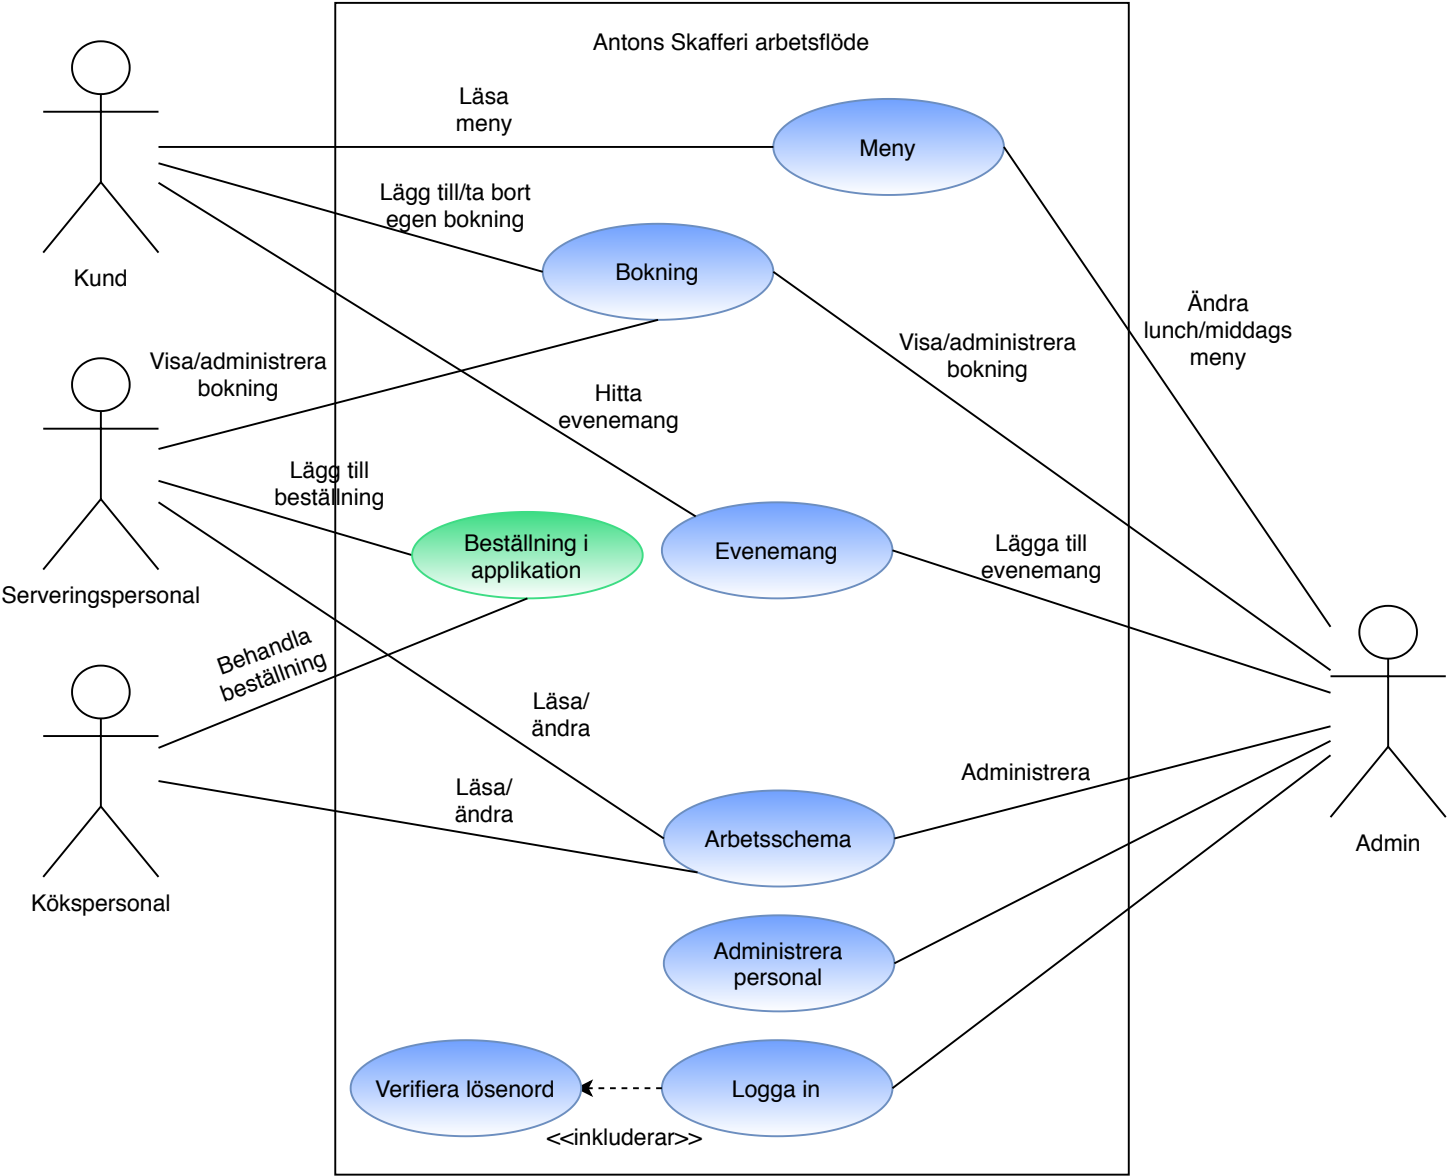 Antons Skafferi arbetsflöde
Läsa
meny
Meny
Lägg till/ta bort
egen bokning
Kund
Bokning
Ändra
lunch/middags
meny
Visa/administrera
bokning
Visa/administrera
bokning
Hitta
evenemang
Lägg till
beställning
Serveringspersonal
Beställning i
applikation
Evenemang
Lägga till
evenemang
Behandla
beställning
Läsa/
ändra
Läsa/
ändra
Administrera
Arbetsschema
Admin
Kökspersonal
Administrera
personal
Verifiera lösenord
Logga in
<<inkluderar>>